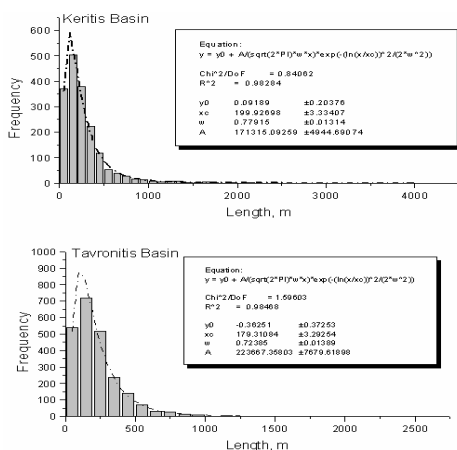 Keritis Basin
Equation:
y = y0 + A/(sqrt(2*PI)*w*x)*exp(-(ln(x/xc))^2/(2*w^2))
Chi^2/DoF = 0.84062
R^2 = 0.98284
y0 0.09189 ±0.20376
xc 199.92698 ±3.33407
w 0.77915 ±0.01314
A 171315.09259 ±4944.69074
Frequency
600
500
400
300
200
100
0
0 1000 2000 3000 4000
Length, m
Tavronitis Basin
Equation:
y = y0 + A/(sqrt(2*PI)*w*x)*exp(-(ln(x/xc))^2/(2*w^2))
Chi^2/DoF = 1.59603
R^2 = 0.98468
y0 -0.36251 ±0.37253
xc 179.31084 ±3.29254
w 0.72385 ±0.01389
A 223667.35803 ±7679.61898
Frequency
1000
900
800
700
600
500
400
300
200
100
0
0 500 1000 1500 2000 2500
Length, m